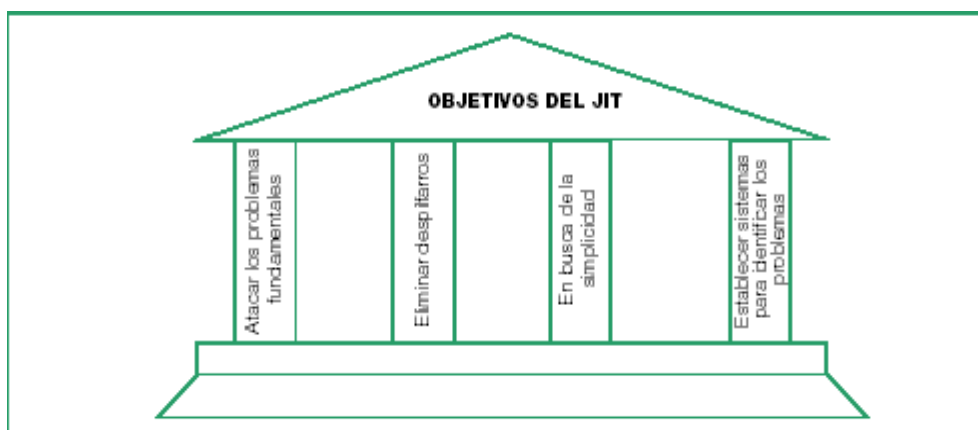 OBJETIVOS DEL JIT
Atacar los problemas
fundamentales
Eliminar despilfarros
En busca de la
simplicidad
Establecer sistemas
para identificar los
problemas